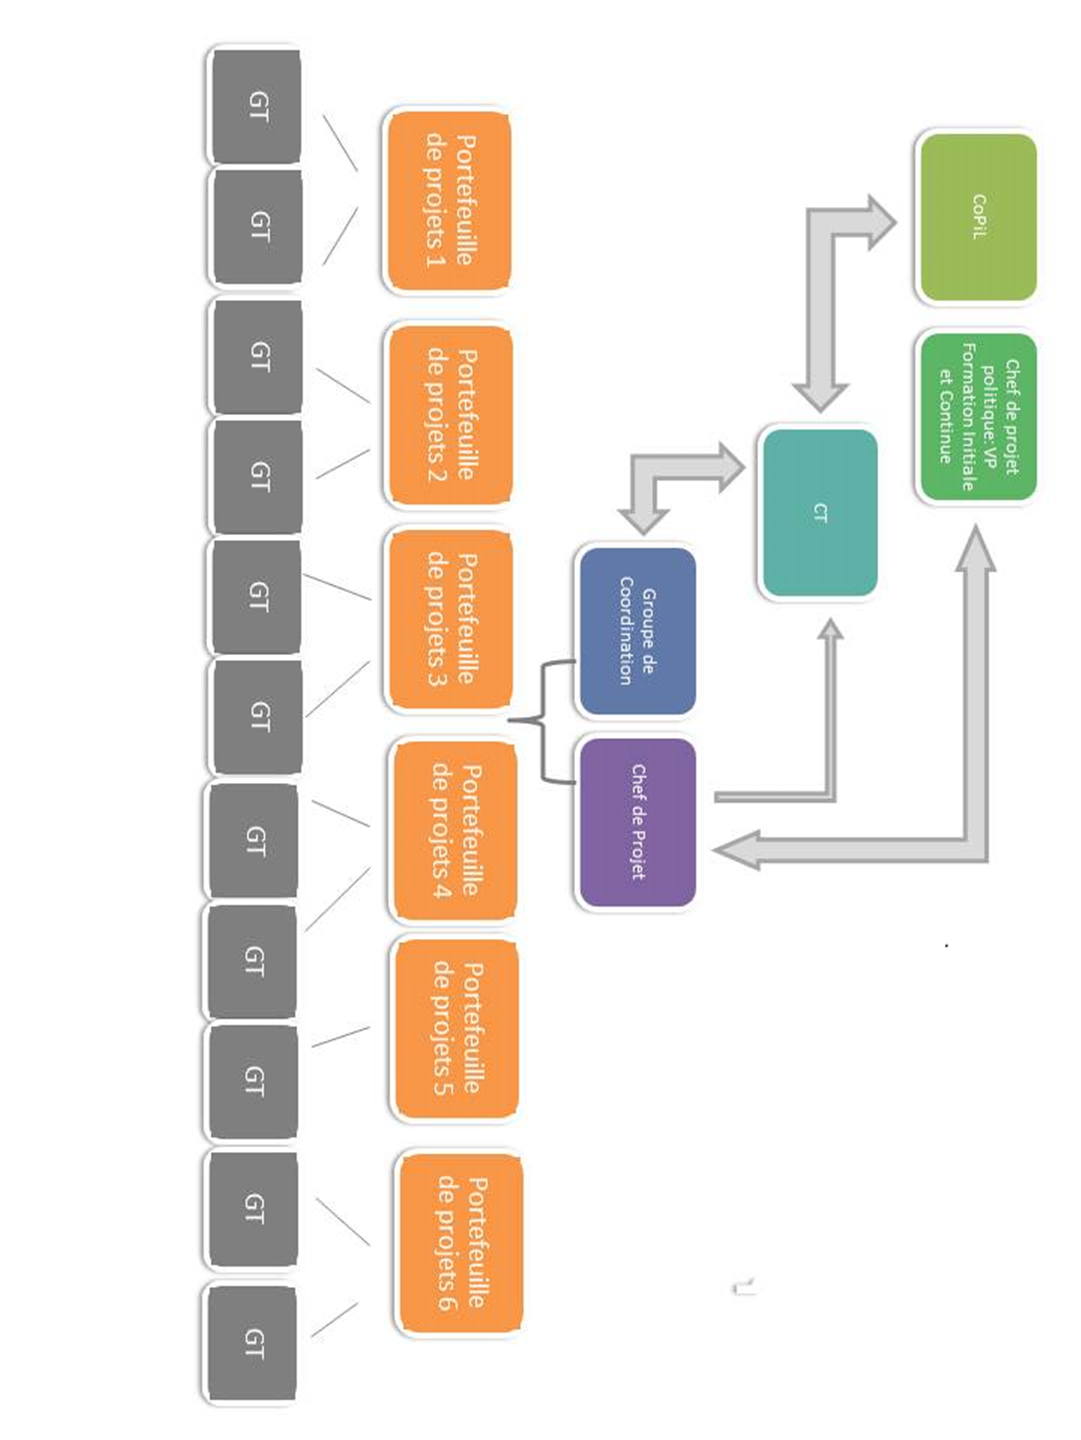 CoPiL
Chef de projet
politique: VP
Formation Initiale
et Continue
CT
Groupe de
Coordination
Chef de Projet
Portefeuille
de projets 1
Portefeuille
de projets 2
Portefeuille
de projets 3
Portefeuille
de projets 4
Portefeuille
de projets 5
Portefeuille
de projets 6
GT
GT
GT
GT
GT
GT
GT
GT
GT
GT
GT